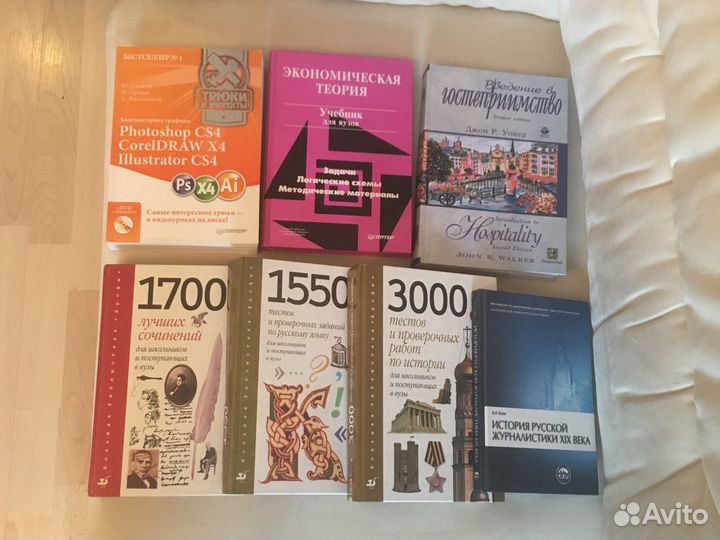 БЕСТСЕЛЛЕР № 1
ТРЮКИ
И ЭФФЕКТЫ
Компьютерная графика:
Photoshop CS4
CorelDRAW X4
Illustrator CS4
Ps X4 Ai
+DVD
Самые интересные трюки —
в видеоуроках на диске!
ПИТЕР
ЭКОНОМИЧЕСКАЯ
ТЕОРИЯ
Учебник
для вузов
Задачи
Логические схемы
Методические материалы
ПИТЕР
Введение в
гостеприимство
Второе издание
Джон Р. Уокер
Introduction to
Hospitality
Second Edition
JOHN R. WALKER
1700
лучших
сочинений
для школьников
и поступающих
в вузы
1550
тестов
и проверочных заданий
по русскому языку
для школьников
и поступающих
в вузы
3000
3000
тестов
и проверочных
работ
по истории
для школьников
и поступающих
в вузы
ИСТОРИЯ РУССКОЙ
ЖУРНАЛИСТИКИ XIX ВЕКА
Avito